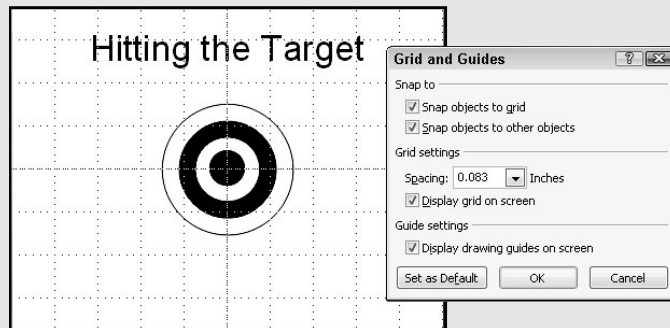 Hitting the Target
Grid and Guides
Snap to
Snap objects to grid
Snap objects to other objects
Grid settings
Spacing: 0.083 Inches
Display grid on screen
Guide settings
Display drawing guides on screen
Set as Default OK Cancel